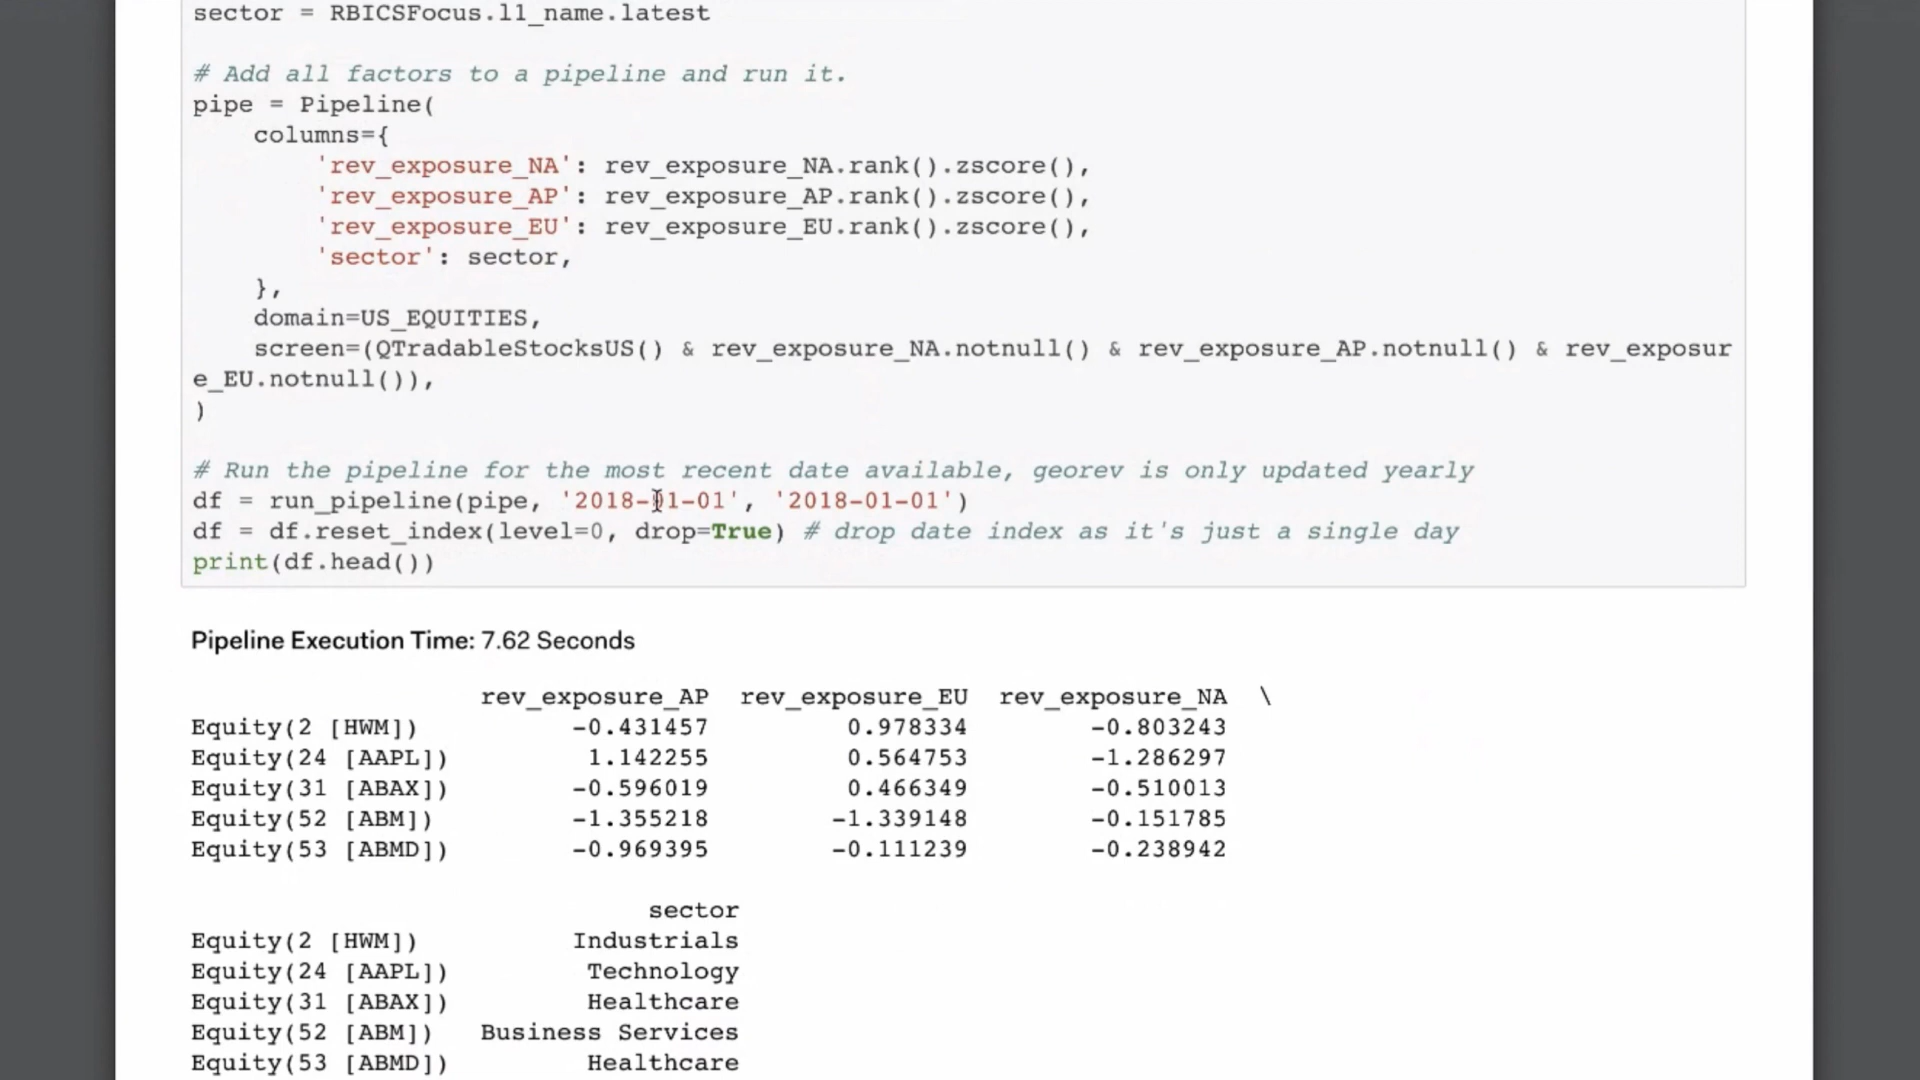 sector = RBICSFocus.l1_name.latest
# Add all factors to a pipeline and run it.
pipe = Pipeline(
    columns={
        'rev_exposure_NA': rev_exposure_NA.rank().zscore(),
        'rev_exposure_AP': rev_exposure_AP.rank().zscore(),
        'rev_exposure_EU': rev_exposure_EU.rank().zscore(),
        'sector': sector,
    },
    domain=US_EQUITIES,
    screen=(QTradableStocksUS() & rev_exposure_NA.notnull() & rev_exposure_AP.notnull() & rev_exposur
e_EU.notnull()),
)
# Run the pipeline for the most recent date available, georev is only updated yearly
df = run_pipeline(pipe, '2018-01-01', '2018-01-01')
df = df.reset_index(level=0, drop=True) # drop date index as it's just a single day
print(df.head())
Pipeline Execution Time: 7.62 Seconds
rev_exposure_AP rev_exposure_EU rev_exposure_NA \
Equity(2 [HWM]) -0.431457 0.978334 -0.803243
Equity(24 [AAPL]) 1.142255 0.564753 -1.286297
Equity(31 [ABAX]) -0.596019 0.466349 -0.510013
Equity(52 [ABM]) -1.355218 -1.339148 -0.151785
Equity(53 [ABMD]) -0.969395 -0.111239 -0.238942
sector
Equity(2 [HWM]) Industrials
Equity(24 [AAPL]) Technology
Equity(31 [ABAX]) Healthcare
Equity(52 [ABM]) Business Services
Equity(53 [ABMD]) Healthcare